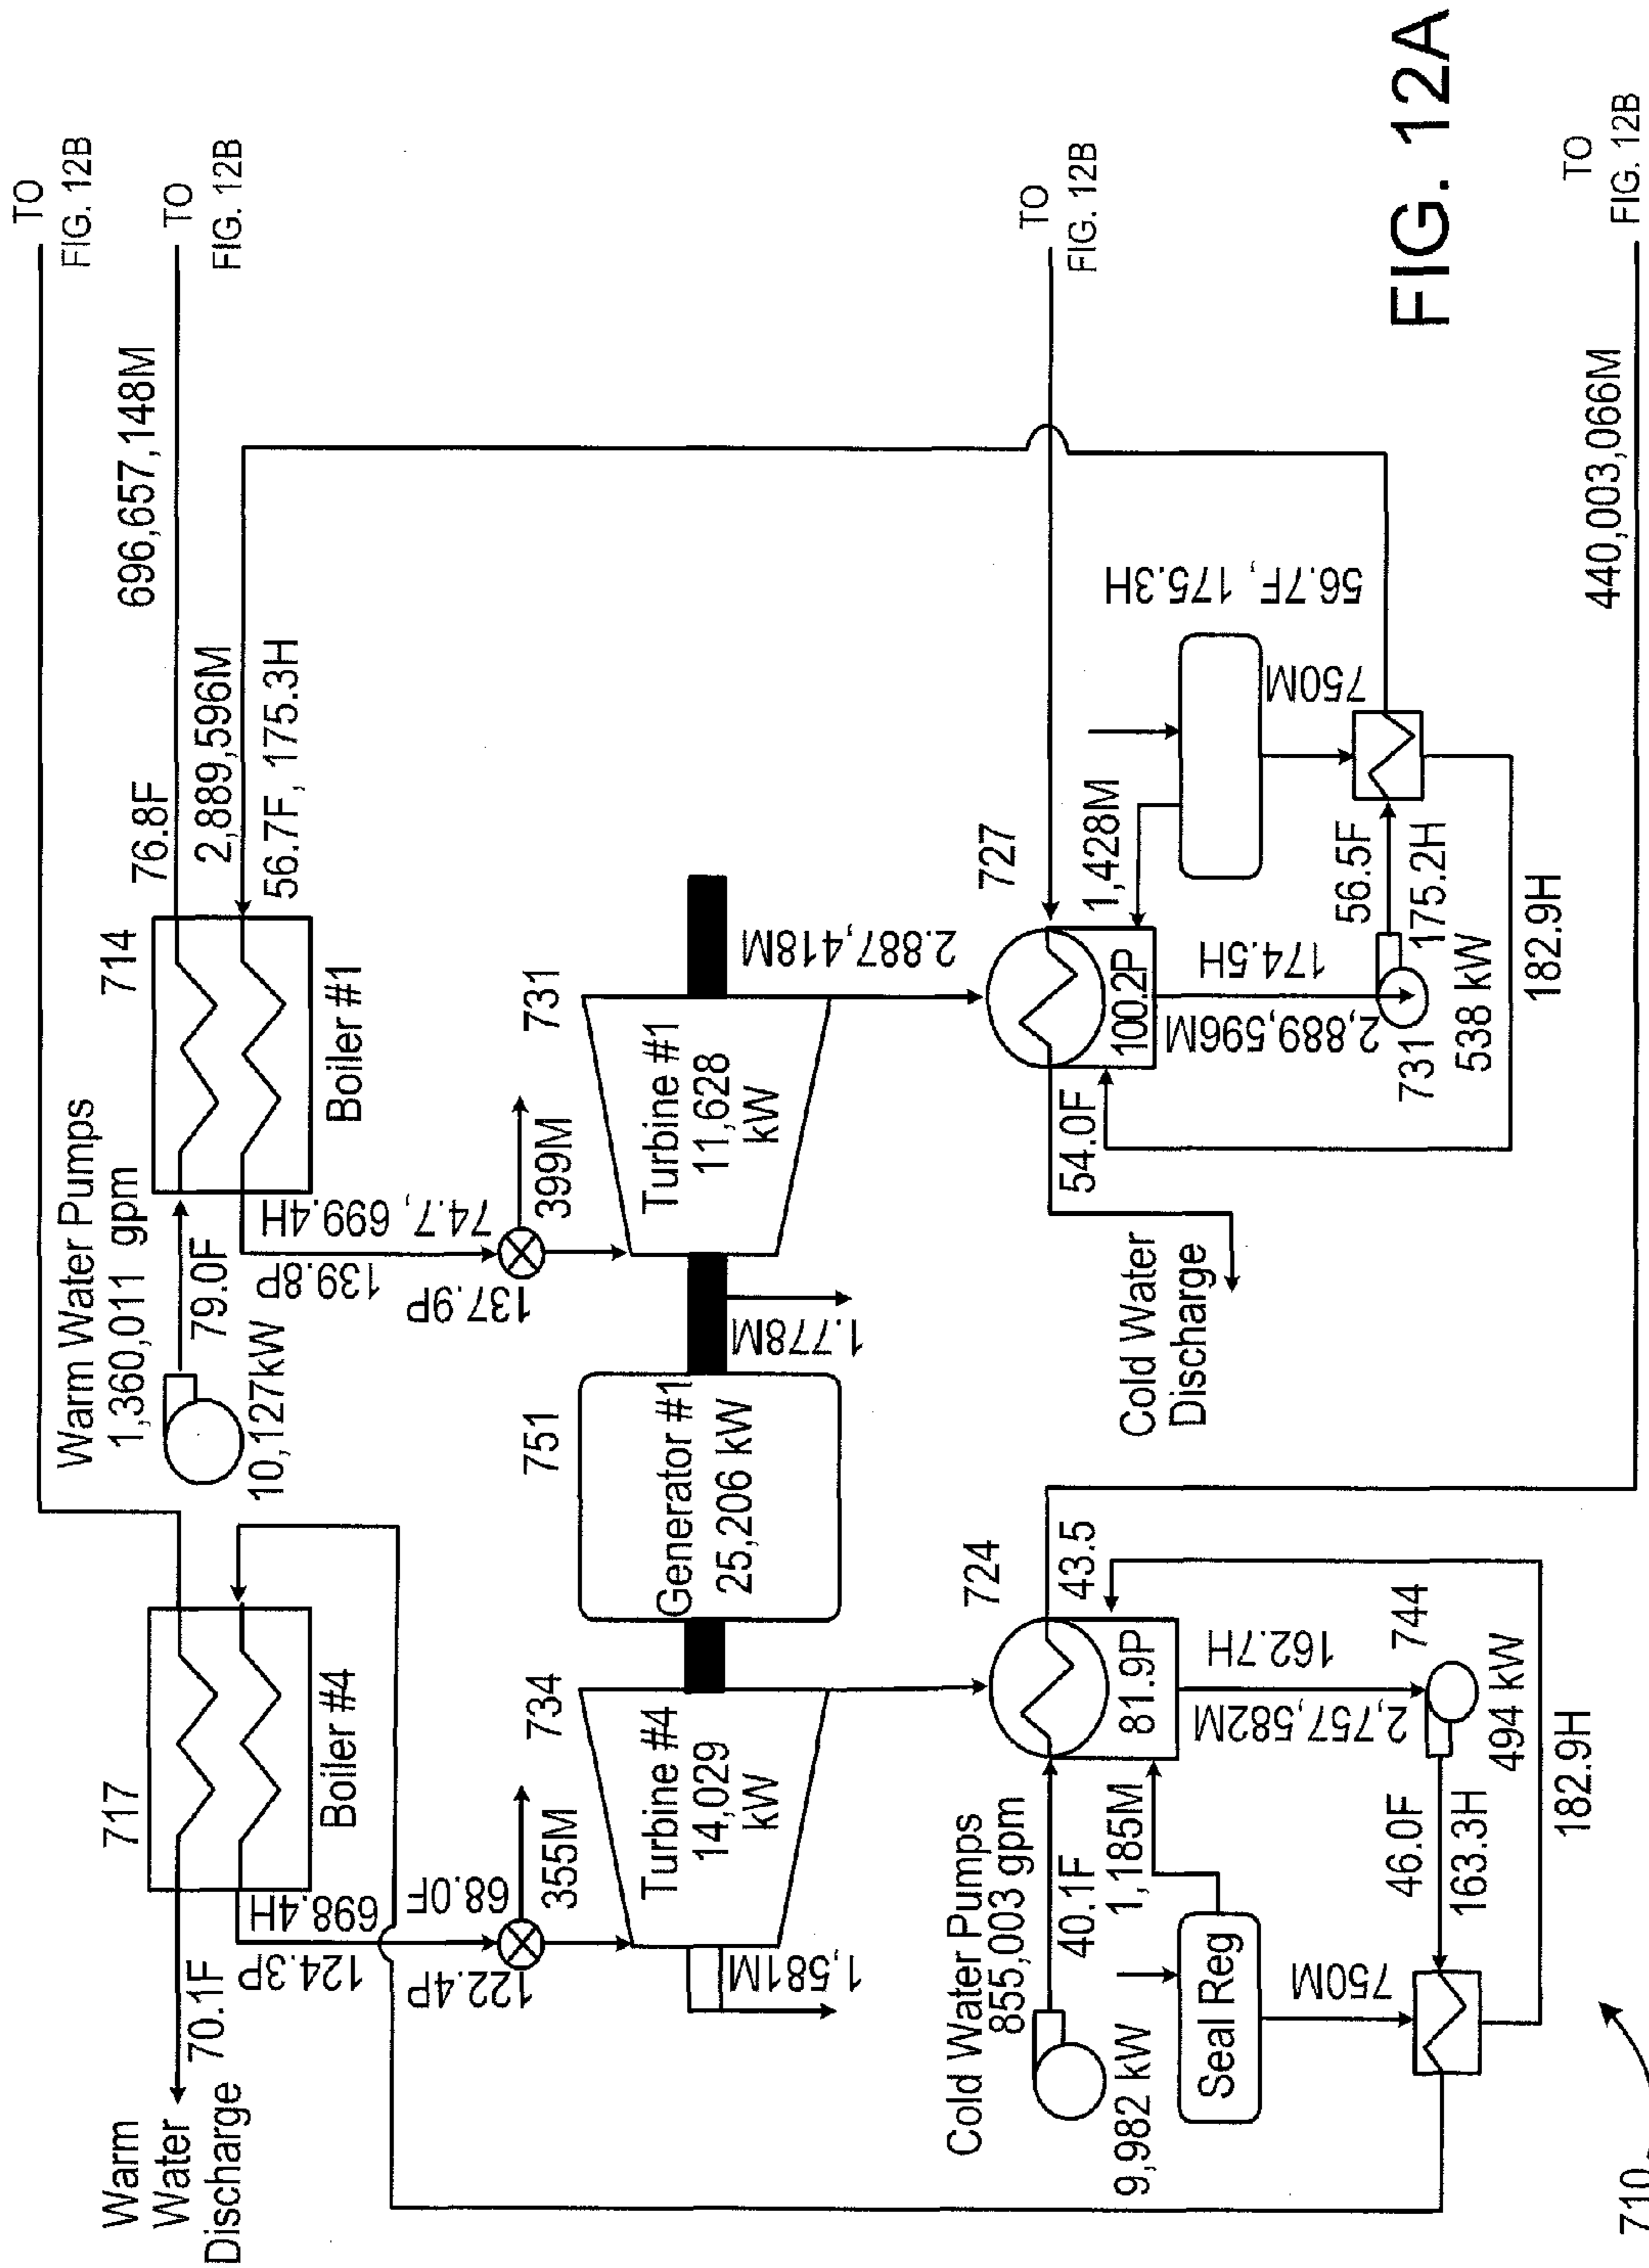 TO
FIG. 12B
TO
FIG. 12B
696,657,148M
76.8F
2,889,596M
56.7F, 175.3H
714
Boiler #1
Warm Water Pumps
1,360,011 gpm
79.0F
10,127kW
717
Boiler #4
Warm
Water
Discharge
70.1F
698.4H
124.3P
68.0F
122.4P
355M
74.7, 699.4H
139.8P
137.9P
399M
734
Turbine #4
14,029
kW
1,581M
751
Generator #1
25,206 kW
1.778M
731
Turbine #1
11,628
kW
2.887,418M
724
43.5
81.9P
Cold Water Pumps
855,003 gpm
40.1F
9,982 kW
1,185M
Seal Reg
750M
162.7H
2,757,582M
744
494 kW
46.0F
163.3H
182.9H
Cold Water
Discharge
54.0F
727
TO
FIG. 12B
100.2P
1,428M
56.7F, 175.3H
750M
174.5H
2,889,596M
731
538 kW
56.5F
175.2H
182.9H
440,003,066M
TO
FIG. 12B
710
FIG. 12A